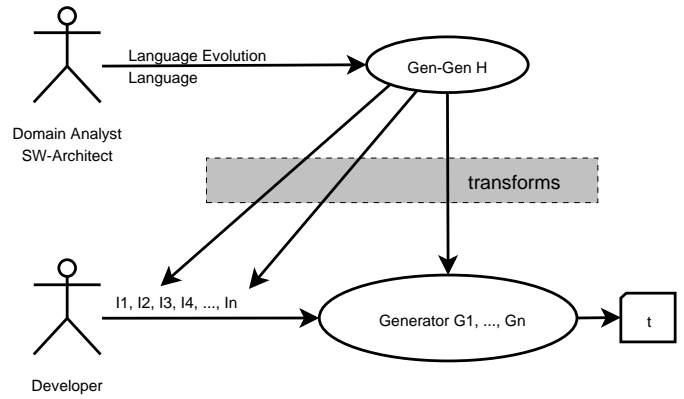 Language Evolution
Language
Gen-Gen H
Domain Analyst
SW-Architect
transforms
I1, I2, I3, I4, ..., In
Generator G1, ..., Gn
t
Developer